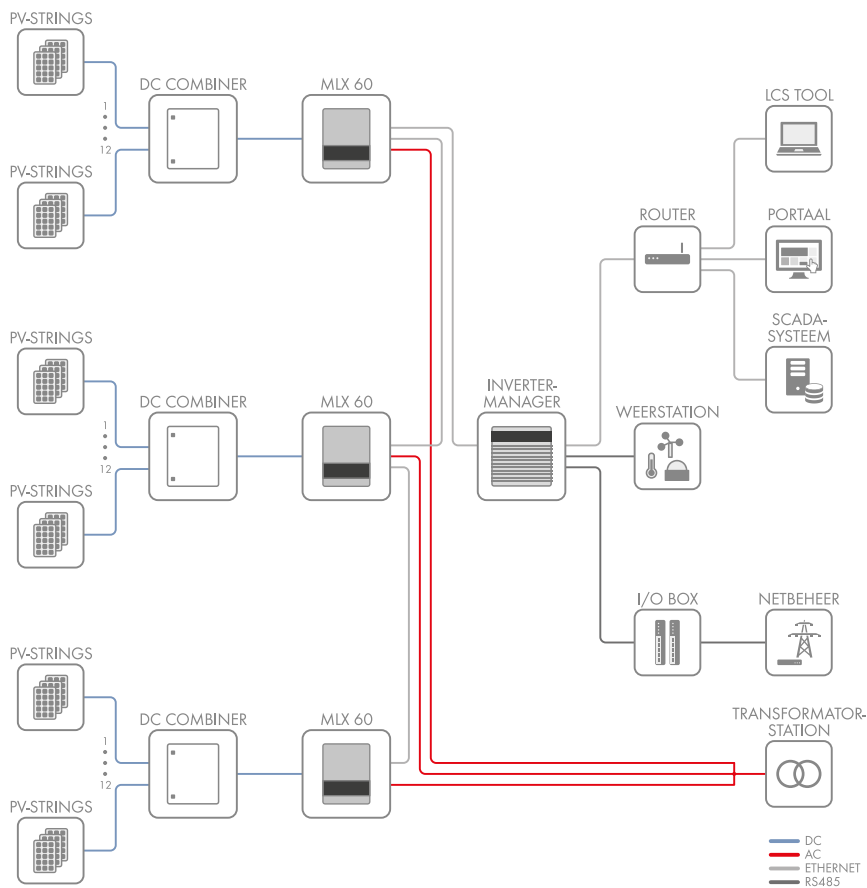 PV-STRINGS
DC COMBINER
MLX 60
1
12
PV-STRINGS
LCS TOOL
ROUTER
PORTAAL
SCADA-
SYSTEEM
PV-STRINGS
DC COMBINER
MLX 60
1
12
PV-STRINGS
INVERTER-
MANAGER
WEERSTATION
I/O BOX
NETBEHEER
PV-STRINGS
DC COMBINER
MLX 60
1
12
PV-STRINGS
TRANSFORMATOR-
STATION
DC
AC
ETHERNET
RS485